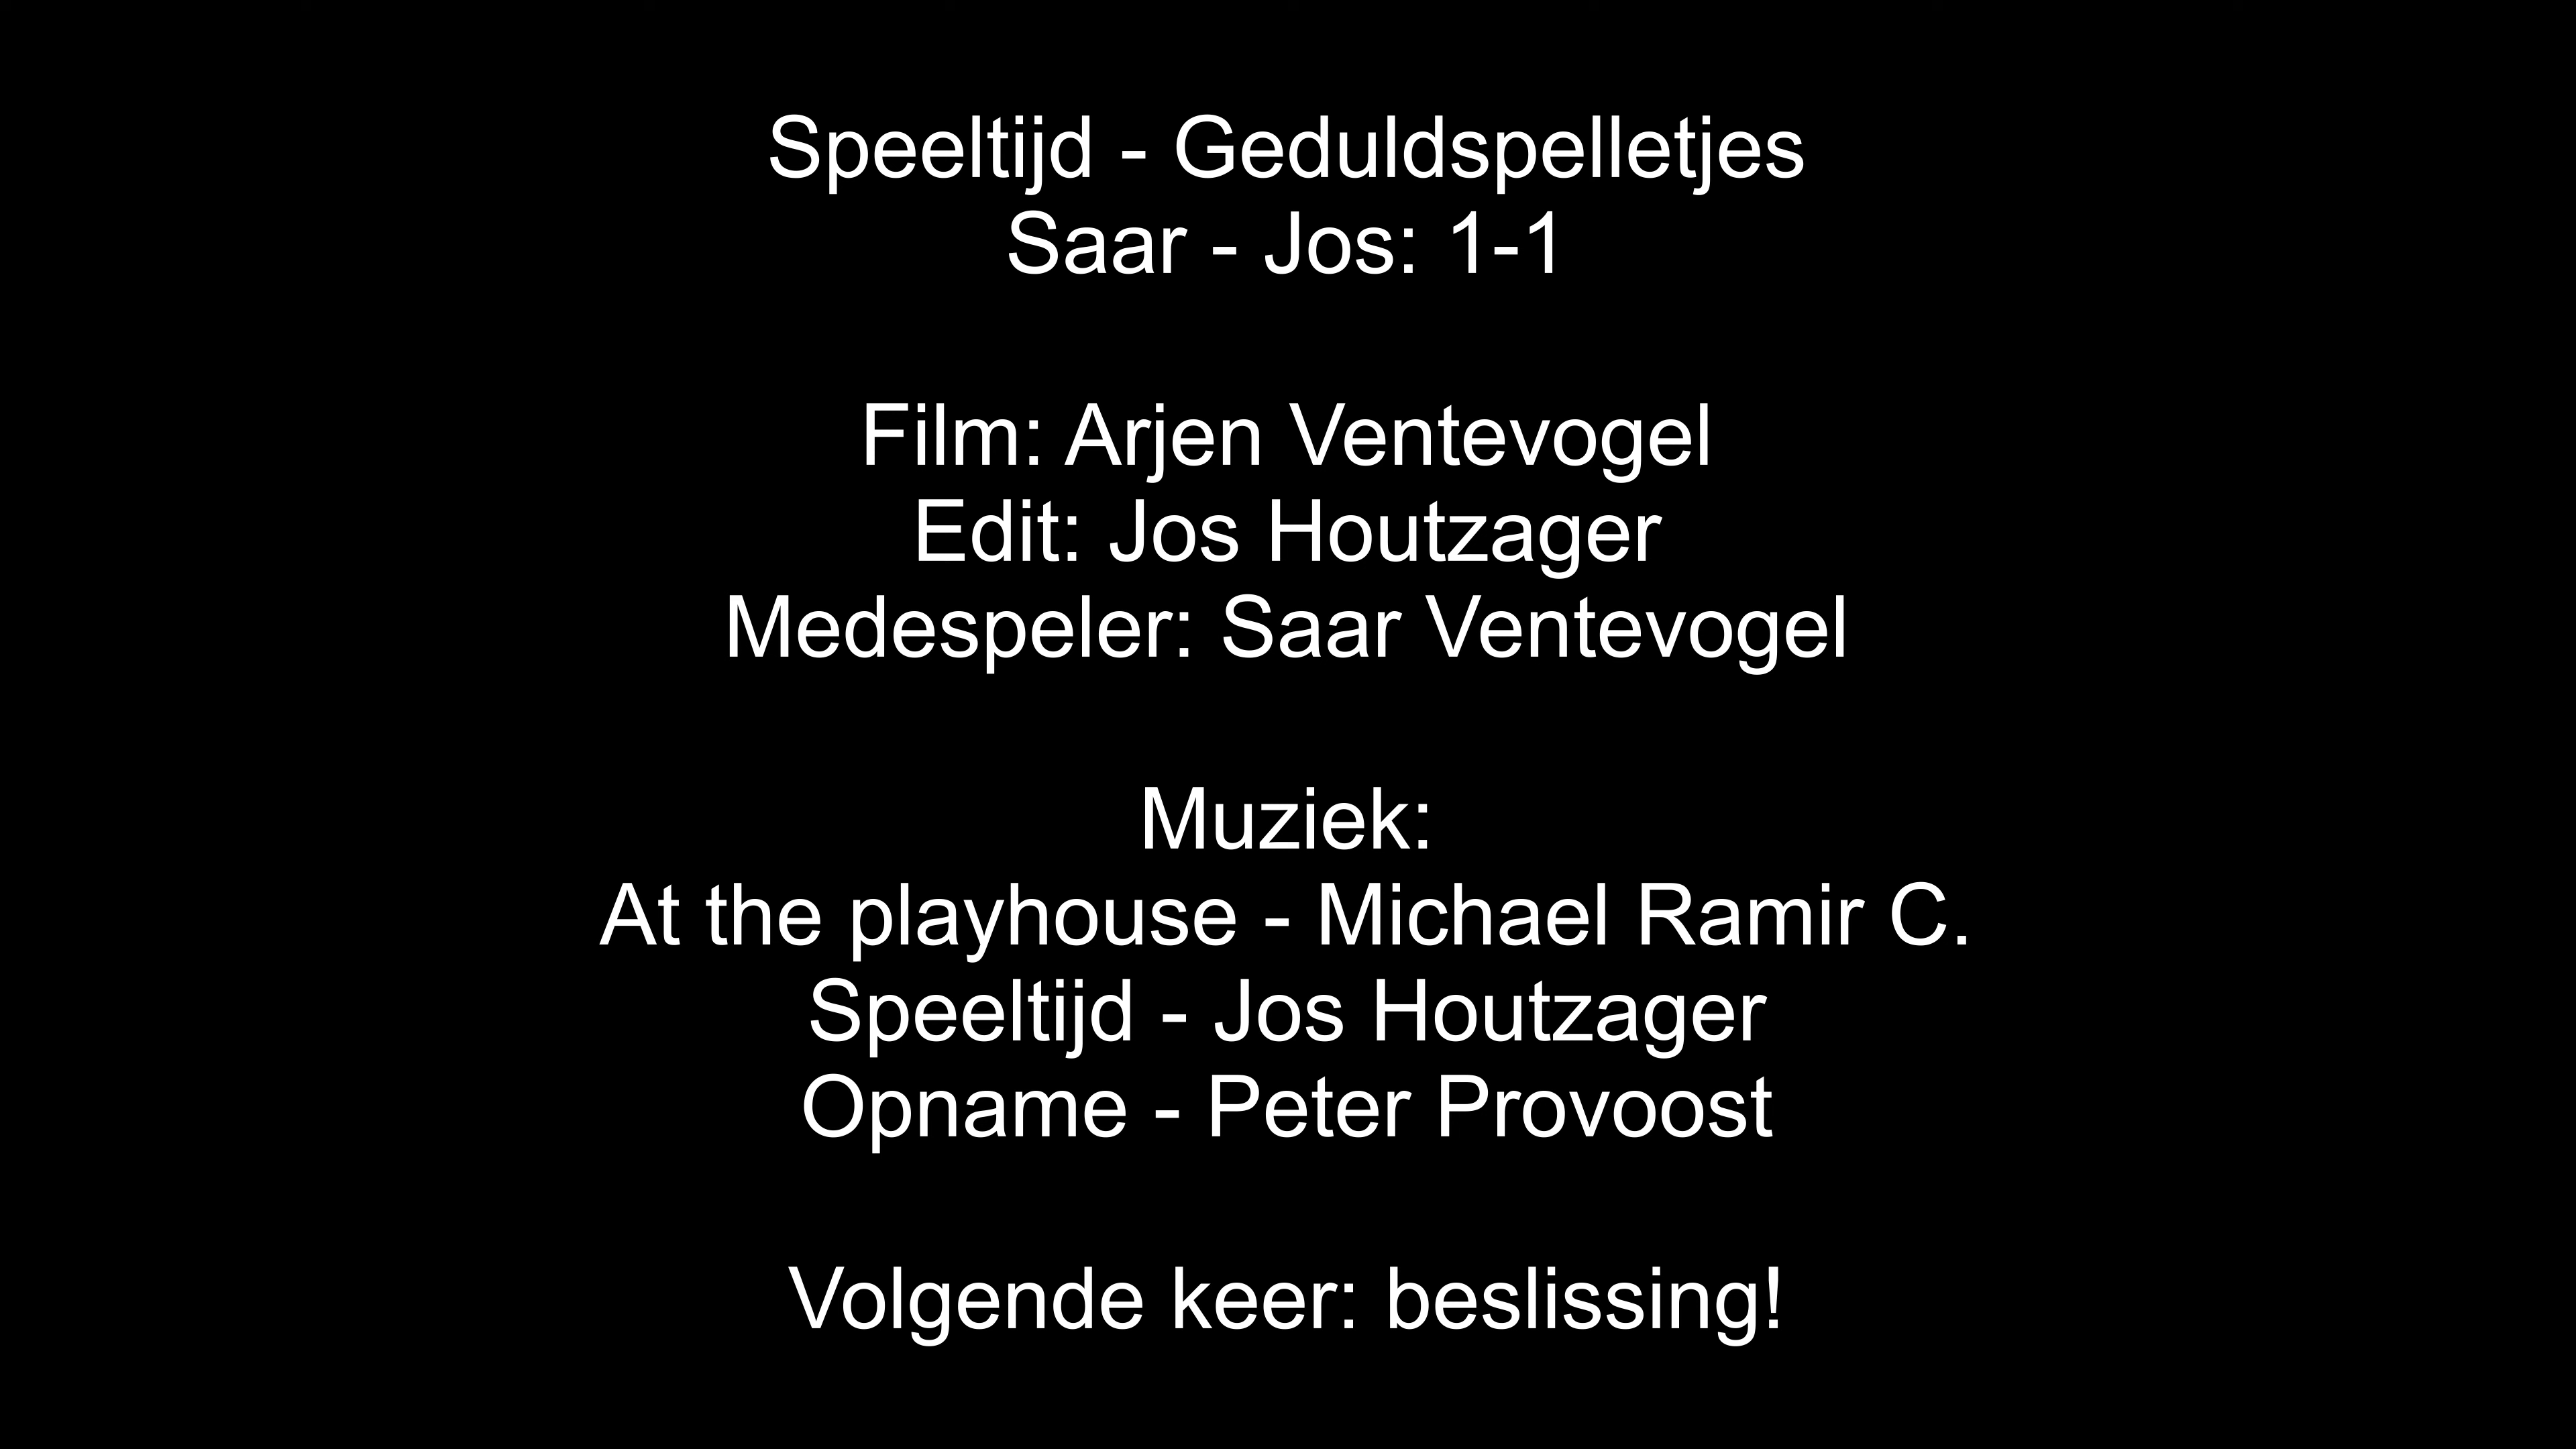 Speeltijd - Geduldspelletjes
Saar - Jos: 1-1
Film: Arjen Ventevogel
Edit: Jos Houtzager
Medespeler: Saar Ventevogel
Muziek:
At the playhouse - Michael Ramir C.
Speeltijd - Jos Houtzager
Opname - Peter Provoost
Volgende keer: beslissing!